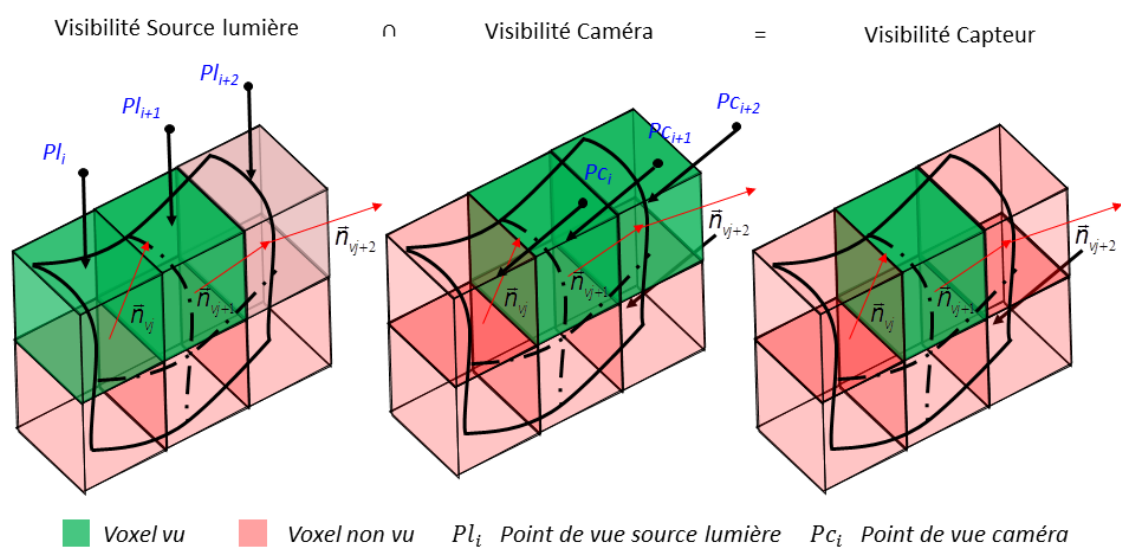 Visibilité Source lumière ∩ Visibilité Caméra = Visibilité Capteur
Pl_{i+2}
Pl_{i+1}
Pl_i
n⃗_{vj}
n⃗_{vj+1}
n⃗_{vj+2}
Pc_{i+2}
Pc_{i+1}
Pc_i
n⃗_{vj}
n⃗_{vj+1}
n⃗_{vj+2}
n⃗_{vj}
n⃗_{vj+1}
n⃗_{vj+2}
Voxel vu Voxel non vu Pl_i Point de vue source lumière Pc_i Point de vue caméra